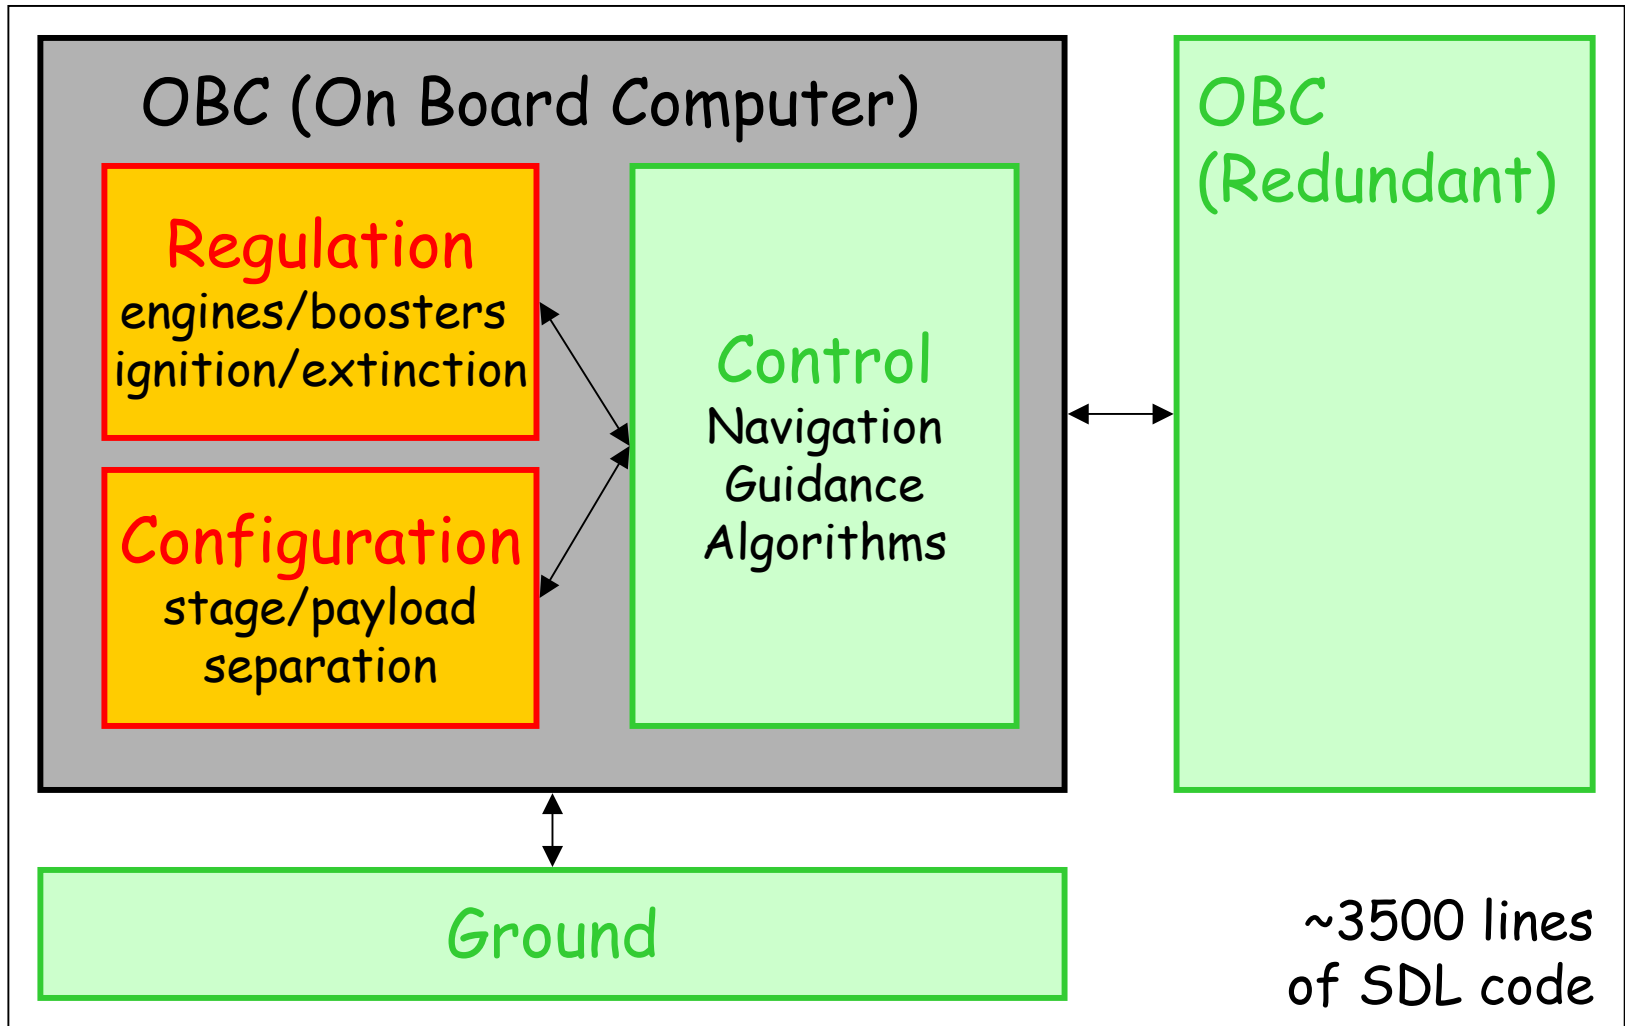 OBC (On Board Computer)
Regulation
engines/boosters
ignition/extinction
Configuration
stage/payload
separation
Control
Navigation
Guidance
Algorithms
OBC
(Redundant)
Ground
~3500 lines
of SDL code